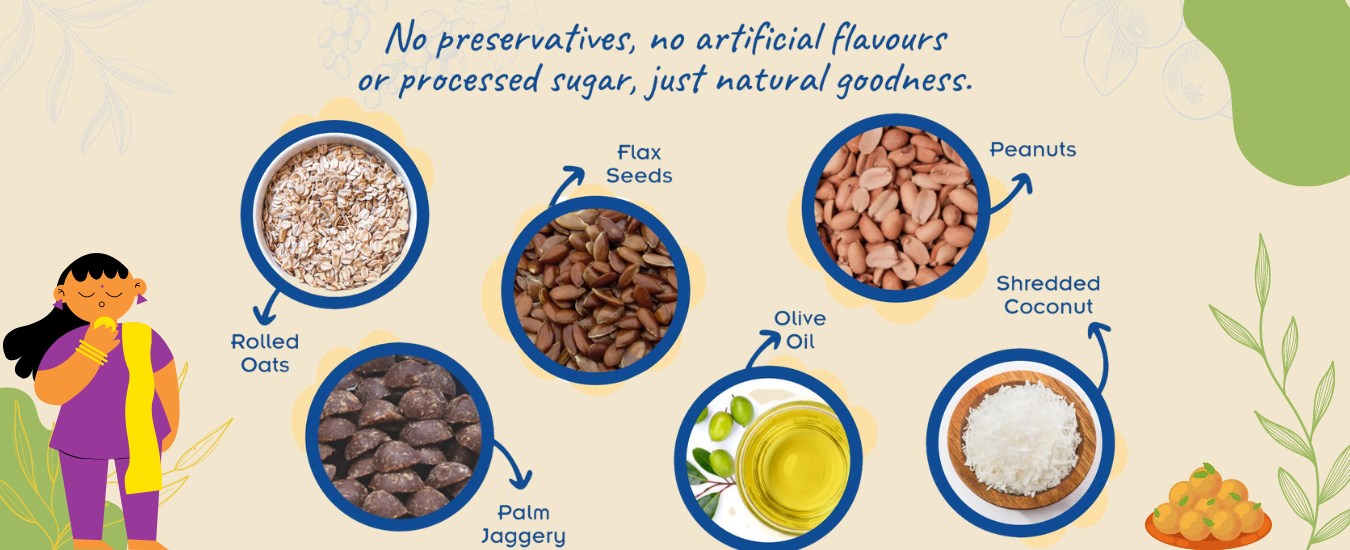 No preservatives, no artificial flavours
or processed sugar, just natural goodness.
Flax
Seeds
Peanuts
Shredded
Coconut
Rolled
Oats
Olive
Oil
Palm
Jaggery